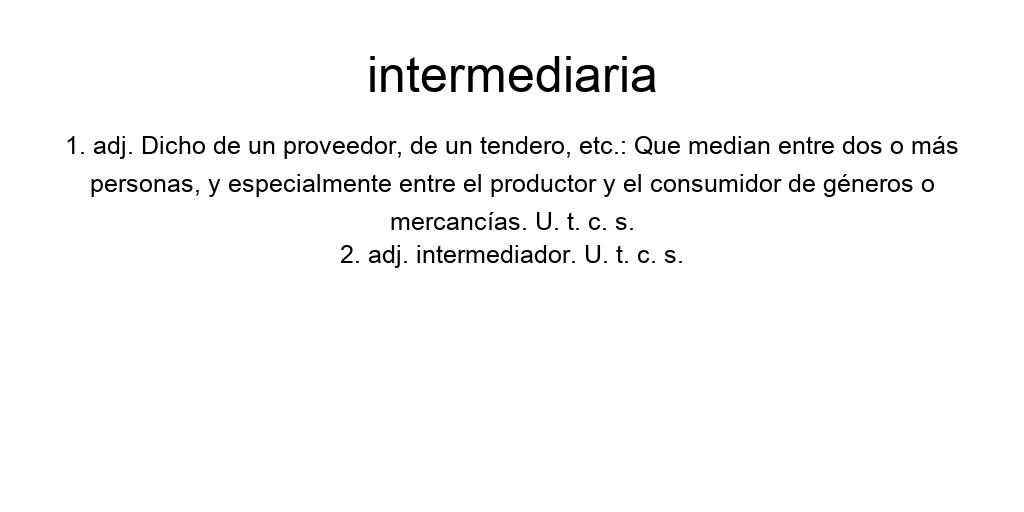 intermediaria
1. adj. Dicho de un proveedor, de un tendero, etc.: Que median entre dos o más
personas, y especialmente entre el productor y el consumidor de géneros o
mercancías. U. t. c. s.
2. adj. intermediador. U. t. c. s.